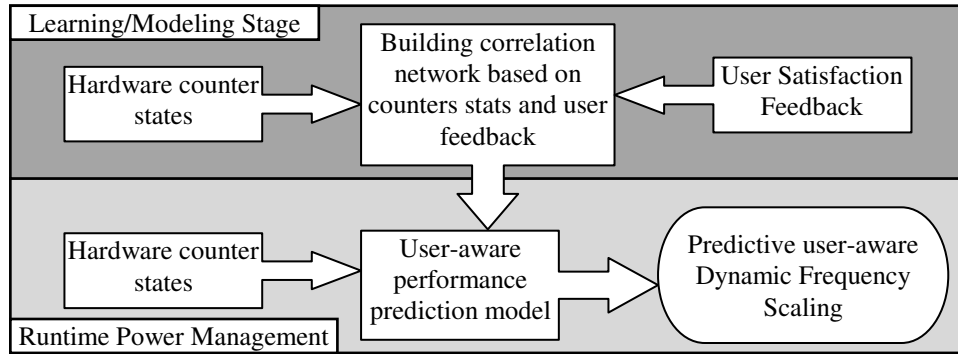 Learning/Modeling Stage
Hardware counter
states
Building correlation
network based on
counters stats and user
feedback
User Satisfaction
Feedback
Hardware counter
states
User-aware
performance
prediction model
Predictive user-aware
Dynamic Frequency
Scaling
Runtime Power Management